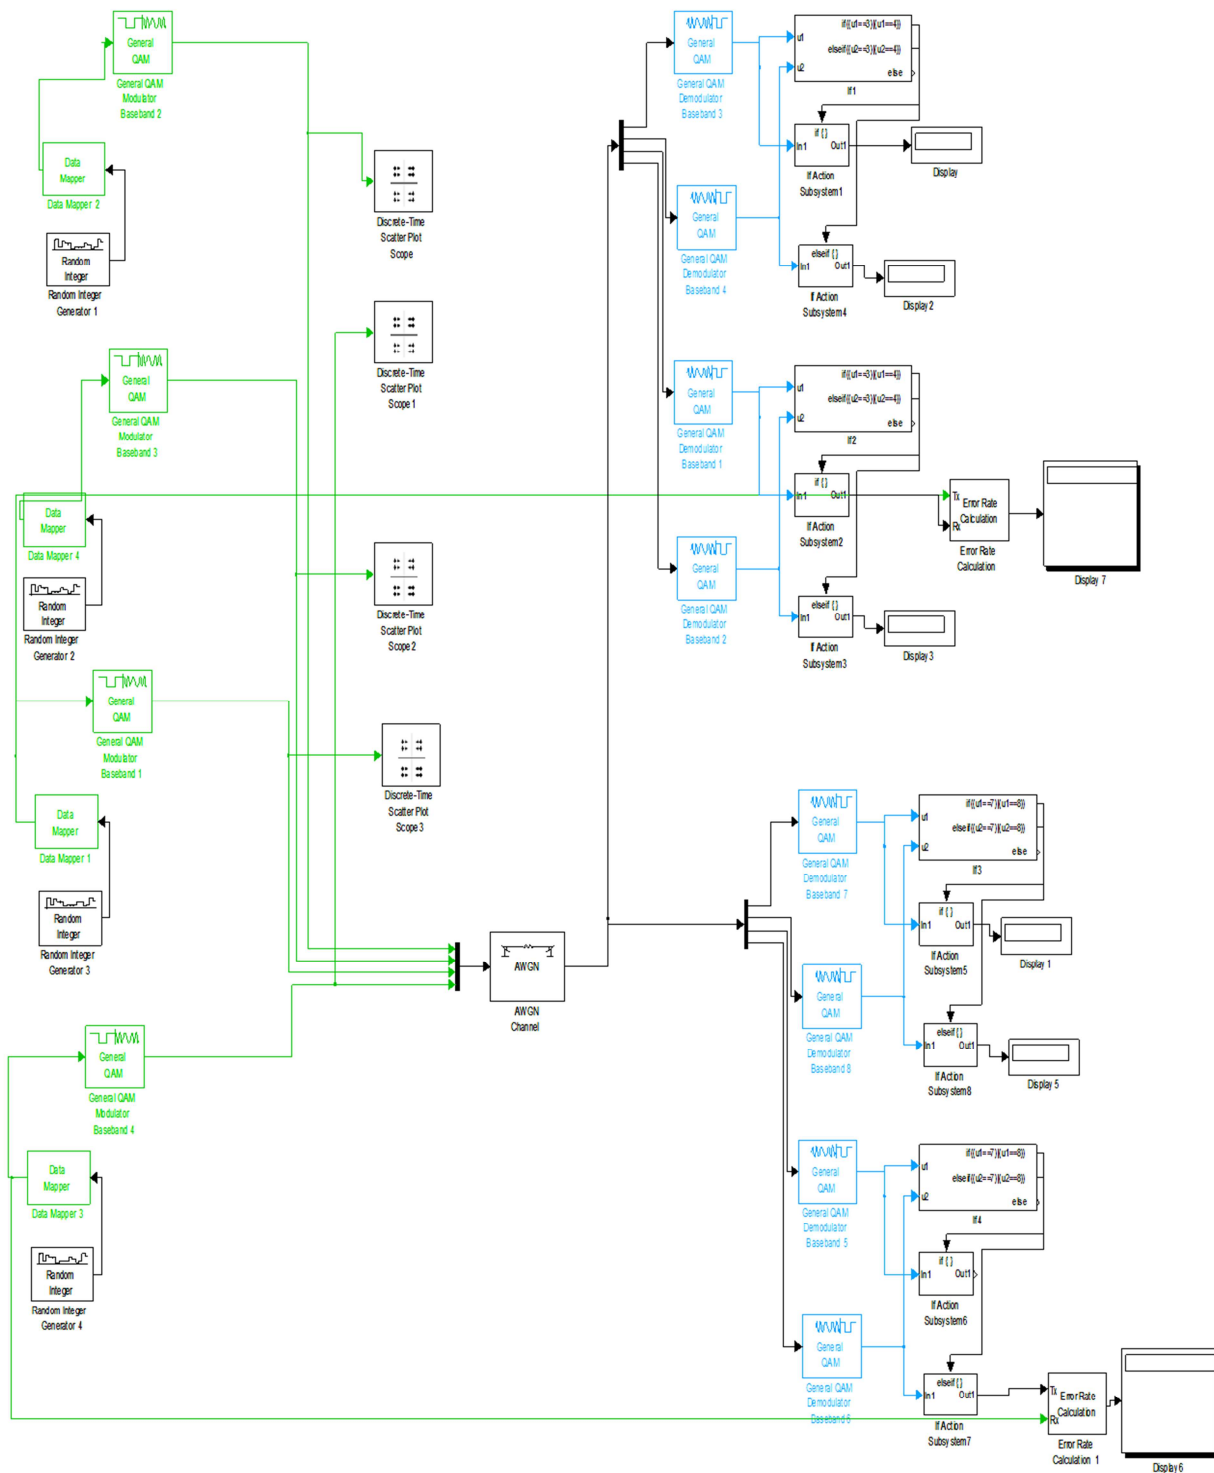 General
QAM
General QAM
Modulator
Baseband 2
Data
Mapper
Data Mapper 2
Random
Integer
Random Integer
Generator 1
Discrete-Time
Scatter Plot
Scope
Discrete-Time
Scatter Plot
Scope 1
General
QAM
General QAM
Modulator
Baseband 3
Data
Mapper
Data Mapper 4
Random
Integer
Random Integer
Generator 2
Discrete-Time
Scatter Plot
Scope 2
General
QAM
General QAM
Modulator
Baseband 1
Discrete-Time
Scatter Plot
Scope 3
Data
Mapper
Data Mapper 1
Random
Integer
Random Integer
Generator 3
AWGN
AWGN
Channel
General
QAM
General QAM
Modulator
Baseband 4
Data
Mapper
Data Mapper 3
Random
Integer
Random Integer
Generator 4
General
QAM
General QAM
Demodulator
Baseband 3
u1
u2
if((u1==3)|(u1==4))
elseif((u2==3)|(u2==4))
else
If1
if { }
In1
Out1
If Action
Subsystem1
Display
General
QAM
General QAM
Demodulator
Baseband 4
elseif { }
In1
Out1
If Action
Subsystem4
Display 2
General
QAM
General QAM
Demodulator
Baseband 1
u1
u2
if((u1==3)|(u1==4))
elseif((u2==3)|(u2==4))
else
If2
if { }
In1
Out1
If Action
Subsystem2
Tx
Rx
Error Rate
Calculation
Error Rate
Calculation
Display 7
General
QAM
General QAM
Demodulator
Baseband 2
elseif { }
In1
Out1
If Action
Subsystem3
Display 3
General
QAM
General QAM
Demodulator
Baseband 7
u1
u2
if((u1==7)|(u1==8))
elseif((u2==7)|(u2==8))
else
If3
if { }
In1
Out1
If Action
Subsystem5
Display 1
General
QAM
General QAM
Demodulator
Baseband 8
elseif { }
In1
Out1
If Action
Subsystem8
Display 5
General
QAM
General QAM
Demodulator
Baseband 5
u1
u2
if((u1==7)|(u1==8))
elseif((u2==7)|(u2==8))
else
If4
if { }
In1
Out1
If Action
Subsystem6
General
QAM
General QAM
Demodulator
Baseband 6
elseif { }
In1
Out1
If Action
Subsystem7
Tx
Rx
Error Rate
Calculation
Error Rate
Calculation 1
Display 6